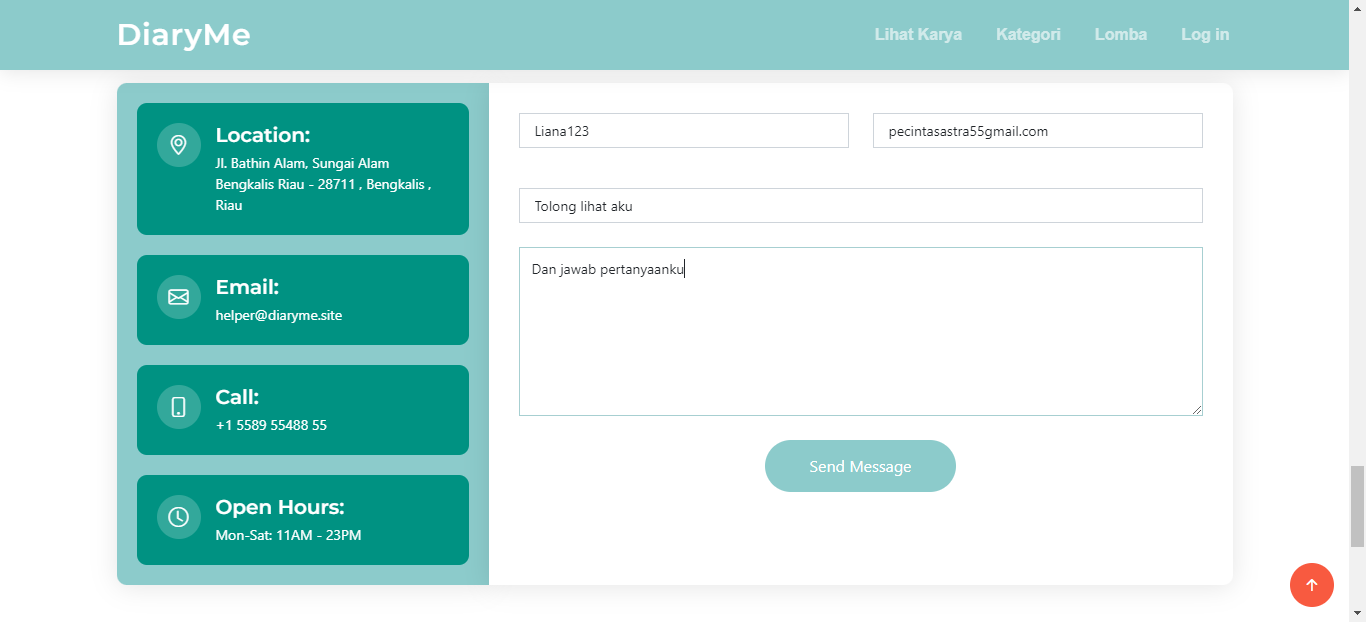 DiaryMe
Lihat Karya
Kategori
Lomba
Log in
Location:
Jl. Bathin Alam, Sungai Alam
Bengkalis Riau - 28711 , Bengkalis ,
Riau
Email:
helper@diaryme.site
Call:
+1 5589 55488 55
Open Hours:
Mon-Sat: 11AM - 23PM
Liana123
pecintasastra55gmail.com
Tolong lihat aku
Dan jawab pertanyaanku
Send Message